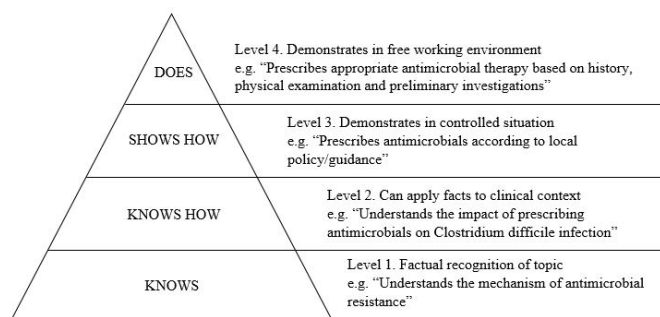 Level 4. Demonstrates in free working environment
DOES
e.g. “Prescribes appropriate antimicrobial therapy based on history,
physical examination and preliminary investigations”
Level 3. Demonstrates in controlled situation
SHOWS HOW
e.g. “Prescribes antimicrobials according to local
policy/guidance”
Level 2. Can apply facts to clinical context
KNOWS HOW
e.g. “Understands the impact of prescribing
antimicrobials on Clostridium difficile infection”
Level 1. Factual recognition of topic
KNOWS
e.g. “Understands the mechanism of antimicrobial
resistance”